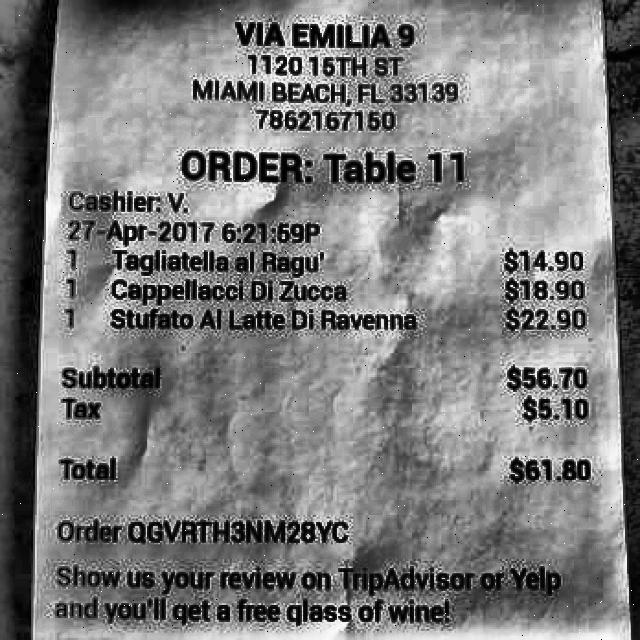 VIA EMILIA 9
1120 15TH ST
MIAMI BEACH, FL 33139
7862167150
ORDER: Table 11
Cashier: V.
27-Apr-2017 6:21:59P
1 Tagliatella al Ragu' $14.90
1 Cappellacci Di Zucca $18.90
1 Stufato Al Latte Di Ravenna $22.90
Subtotal $56.70
Tax $5.10
Total $61.80
Order QGVRTH3NM28YC
Show us your review on TripAdvisor or Yelp
and you'll get a free glass of wine!